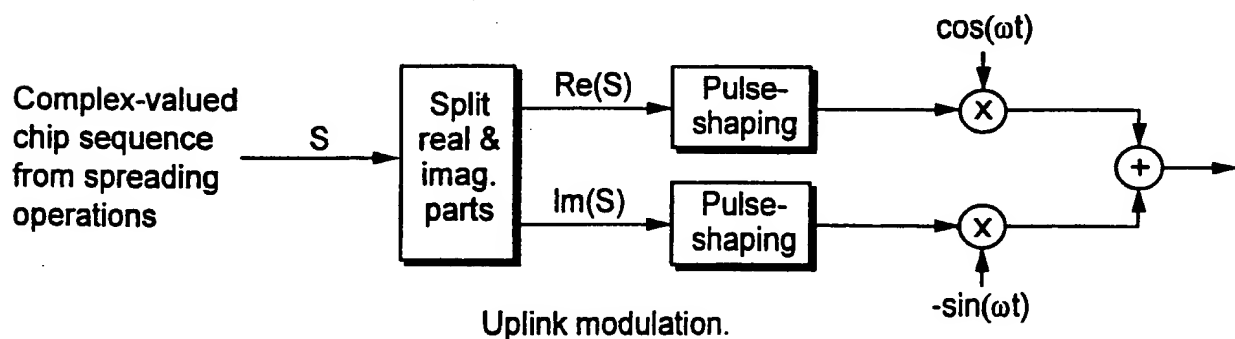 cos(ωt)
Complex-valued
chip sequence
from spreading
operations
S
Split
real &
imag.
parts
Re(S)
Im(S)
Pulse-
shaping
Pulse-
shaping
X
X
+
-sin(ωt)
Uplink modulation.